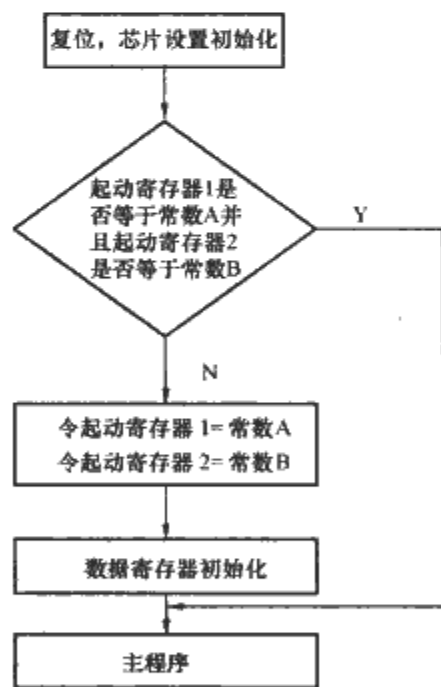 复位，芯片设置初始化
起动寄存器1是
否等于常数A并
且起动寄存器2
是否等于常数B
Y
N
令起动寄存器 1= 常数A
令起动寄存器 2= 常数B
数据寄存器初始化
主程序